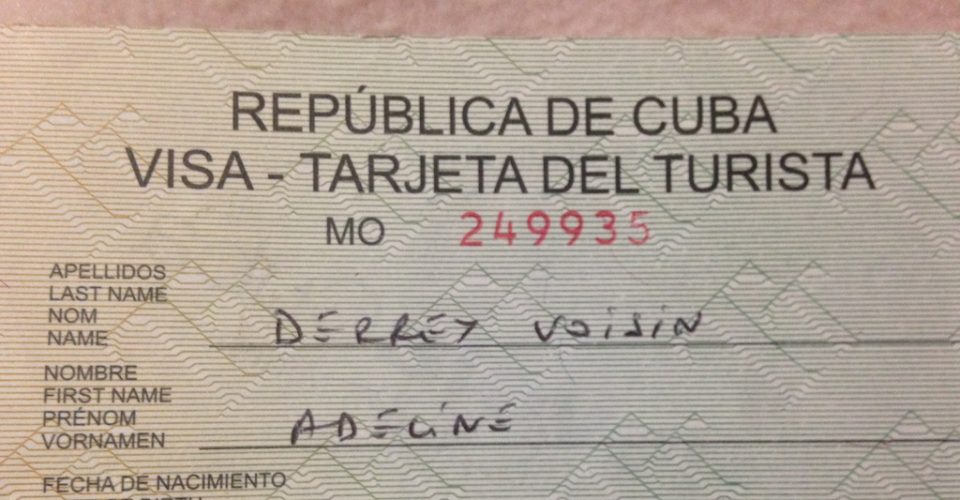 REPÚBLICA DE CUBA
VISA - TARJETA DEL TURISTA
MO 249935
APELLIDOS
LAST NAME
NOM
NAME DERREY VOISIN
NOMBRE
FIRST NAME
PRÉNOM
VORNAMEN ADELINE
FECHA DE NACIMIENTO